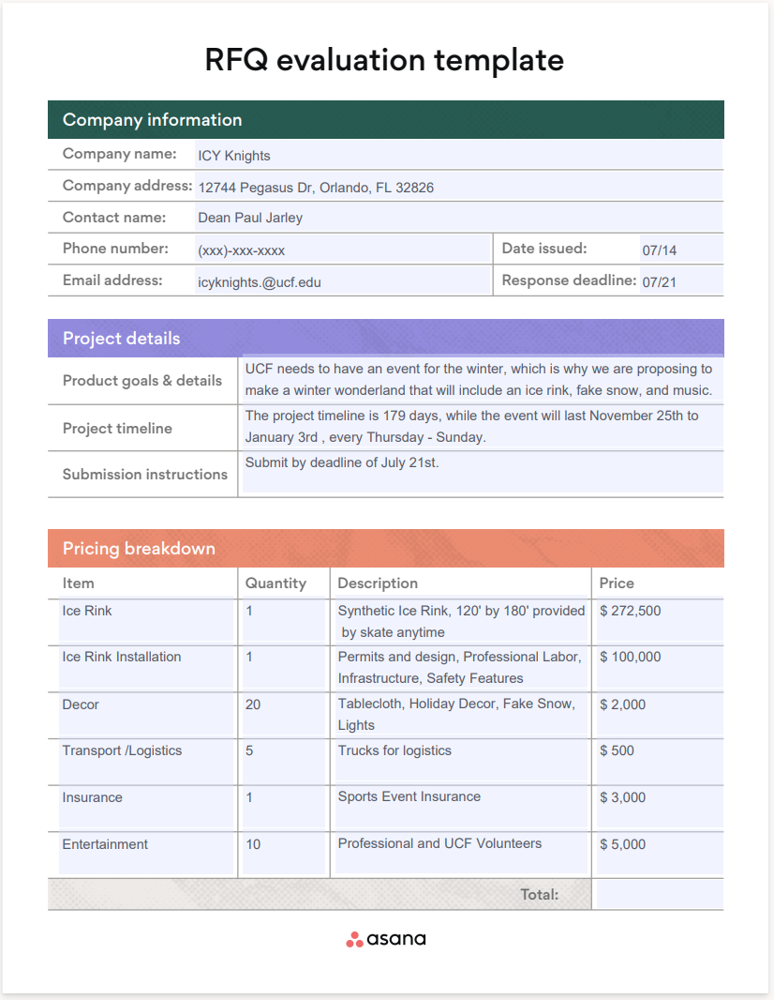 RFQ evaluation template
Company information
Company name: ICY Knights
Company address: 12744 Pegasus Dr, Orlando, FL 32826
Contact name: Dean Paul Jarley
Phone number: (xxx)-xxx-xxxx Date issued: 07/14
Email address: icyknights.@ucf.edu Response deadline: 07/21
Project details
Product goals & details UCF needs to have an event for the winter, which is why we are proposing to
make a winter wonderland that will include an ice rink, fake snow, and music.
Project timeline The project timeline is 179 days, while the event will last November 25th to
January 3rd , every Thursday - Sunday.
Submission instructions Submit by deadline of July 21st.
Pricing breakdown
Item Quantity Description Price
Ice Rink 1 Synthetic Ice Rink, 120' by 180' provided $ 272,500
by skate anytime
Ice Rink Installation 1 Permits and design, Professional Labor, $ 100,000
Infrastructure, Safety Features
Decor 20 Tablecloth, Holiday Decor, Fake Snow, $ 2,000
Lights
Transport /Logistics 5 Trucks for logistics $ 500
Insurance 1 Sports Event Insurance $ 3,000
Entertainment 10 Professional and UCF Volunteers $ 5,000
Total:
asana